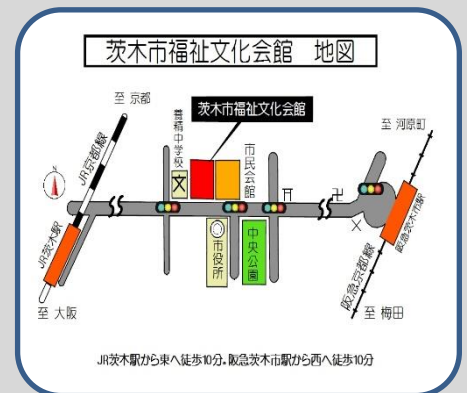 茨木市福祉文化会館 地図
至 京都
茨木市福祉文化会館
至 河原町
養精中学校
市民会館
JR京都線
文
N
JR茨木駅
市役所
中央公園
阪急茨木市駅
阪急京都線
至 大阪
至 梅田
JR茨木駅から東へ徒歩10分.阪急茨木市駅から西へ徒歩10分